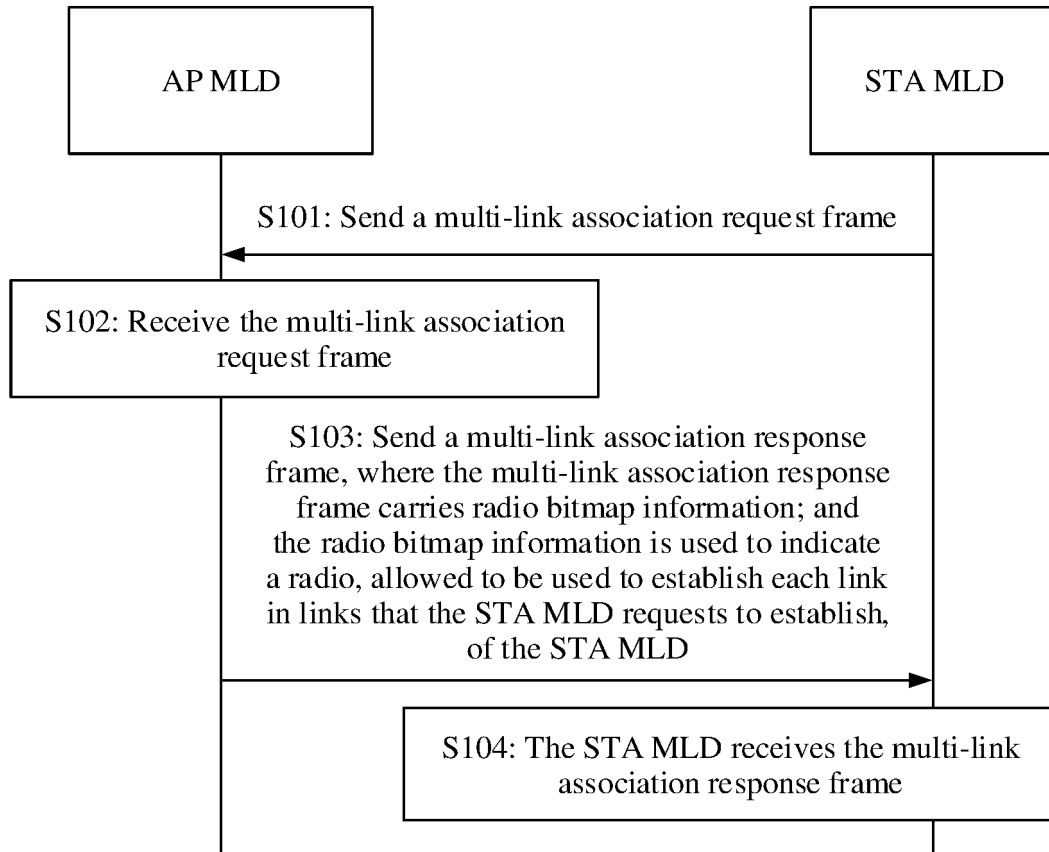 AP MLD
STA MLD
S101: Send a multi-link association request frame
S102: Receive the multi-link association
request frame
S103: Send a multi-link association response
frame, where the multi-link association response
frame carries radio bitmap information; and
the radio bitmap information is used to indicate
a radio, allowed to be used to establish each link
in links that the STA MLD requests to establish,
of the STA MLD
S104: The STA MLD receives the multi-link
association response frame